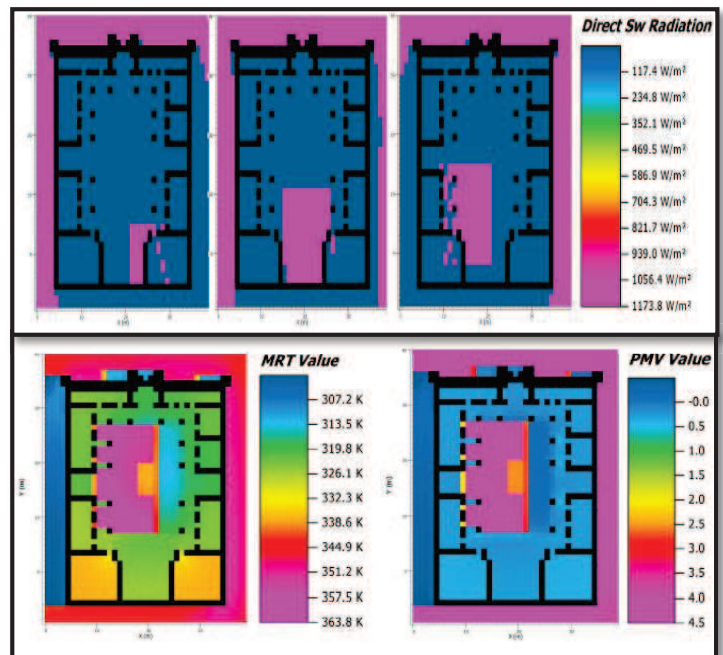 Direct Sw Radiation
117.4 W/m²
234.8 W/m²
352.1 W/m²
469.5 W/m²
586.9 W/m²
704.3 W/m²
821.7 W/m²
939.0 W/m²
1056.4 W/m²
1173.8 W/m²
X (m)
X (m)
X (m)
MRT Value
307.2 K
313.5 K
319.8 K
326.1 K
332.3 K
338.6 K
344.9 K
351.2 K
357.5 K
363.8 K
Y (m)
X (m)
PMV Value
-0.0
0.5
1.0
1.5
2.0
2.5
3.0
3.5
4.0
4.5
Y (m)
X (m)